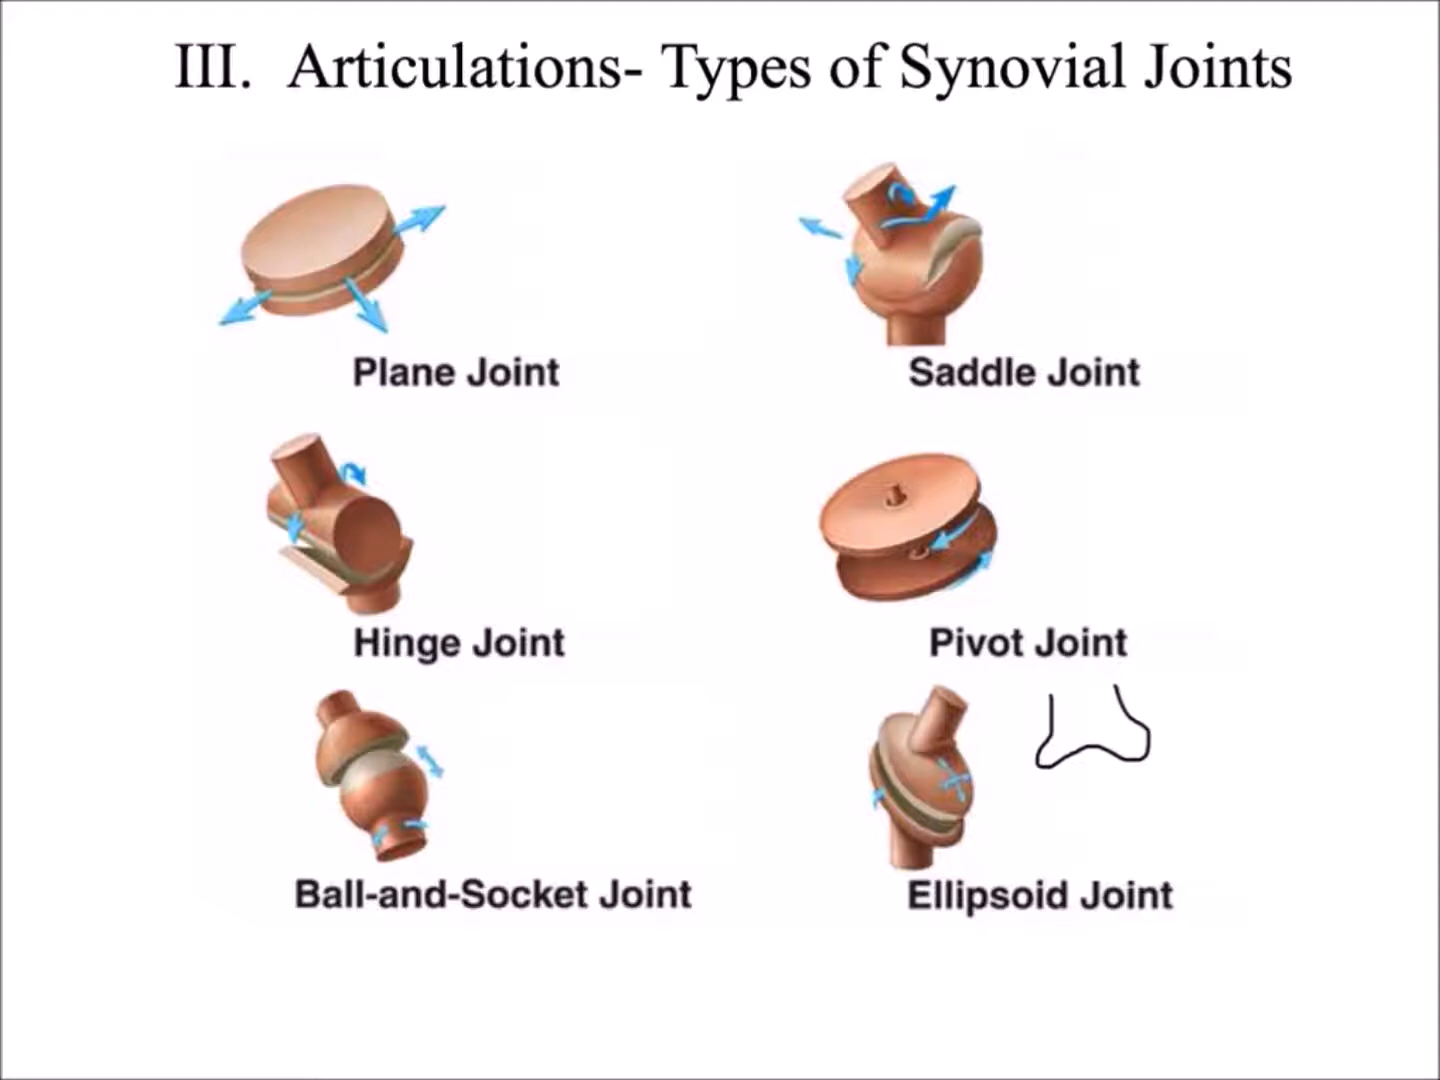 III. Articulations- Types of Synovial Joints
Plane Joint
Saddle Joint
Hinge Joint
Pivot Joint
Ball-and-Socket Joint
Ellipsoid Joint